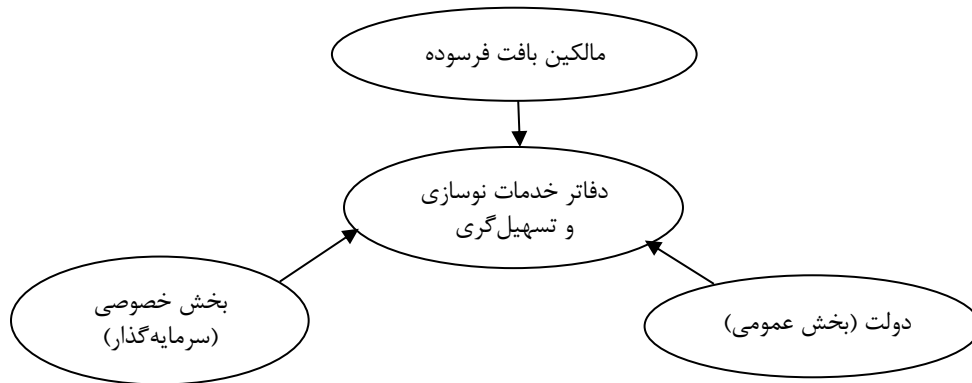 مالکین بافت فرسوده
دفاتر خدمات نوسازی
و تسهیل‌گری
بخش خصوصی
(سرمایه‌گذار)
دولت (بخش عمومی)